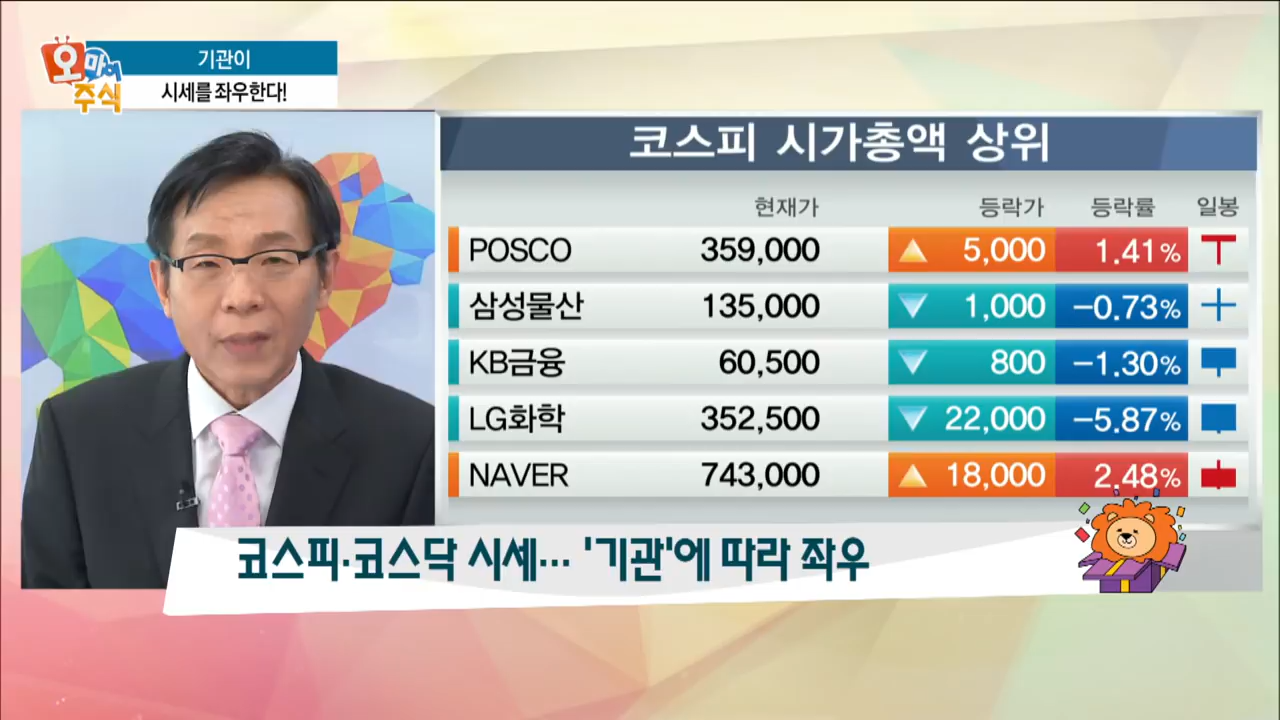 오 마이
주식
기관이
시세를 좌우한다!
코스피 시가총액 상위
현재가 등락가 등락률 일봉
POSCO 359,000 ▲ 5,000 1.41%
삼성물산 135,000 ▼ 1,000 -0.73%
KB금융 60,500 ▼ 800 -1.30%
LG화학 352,500 ▼ 22,000 -5.87%
NAVER 743,000 ▲ 18,000 2.48%
코스피·코스닥 시세… '기관'에 따라 좌우